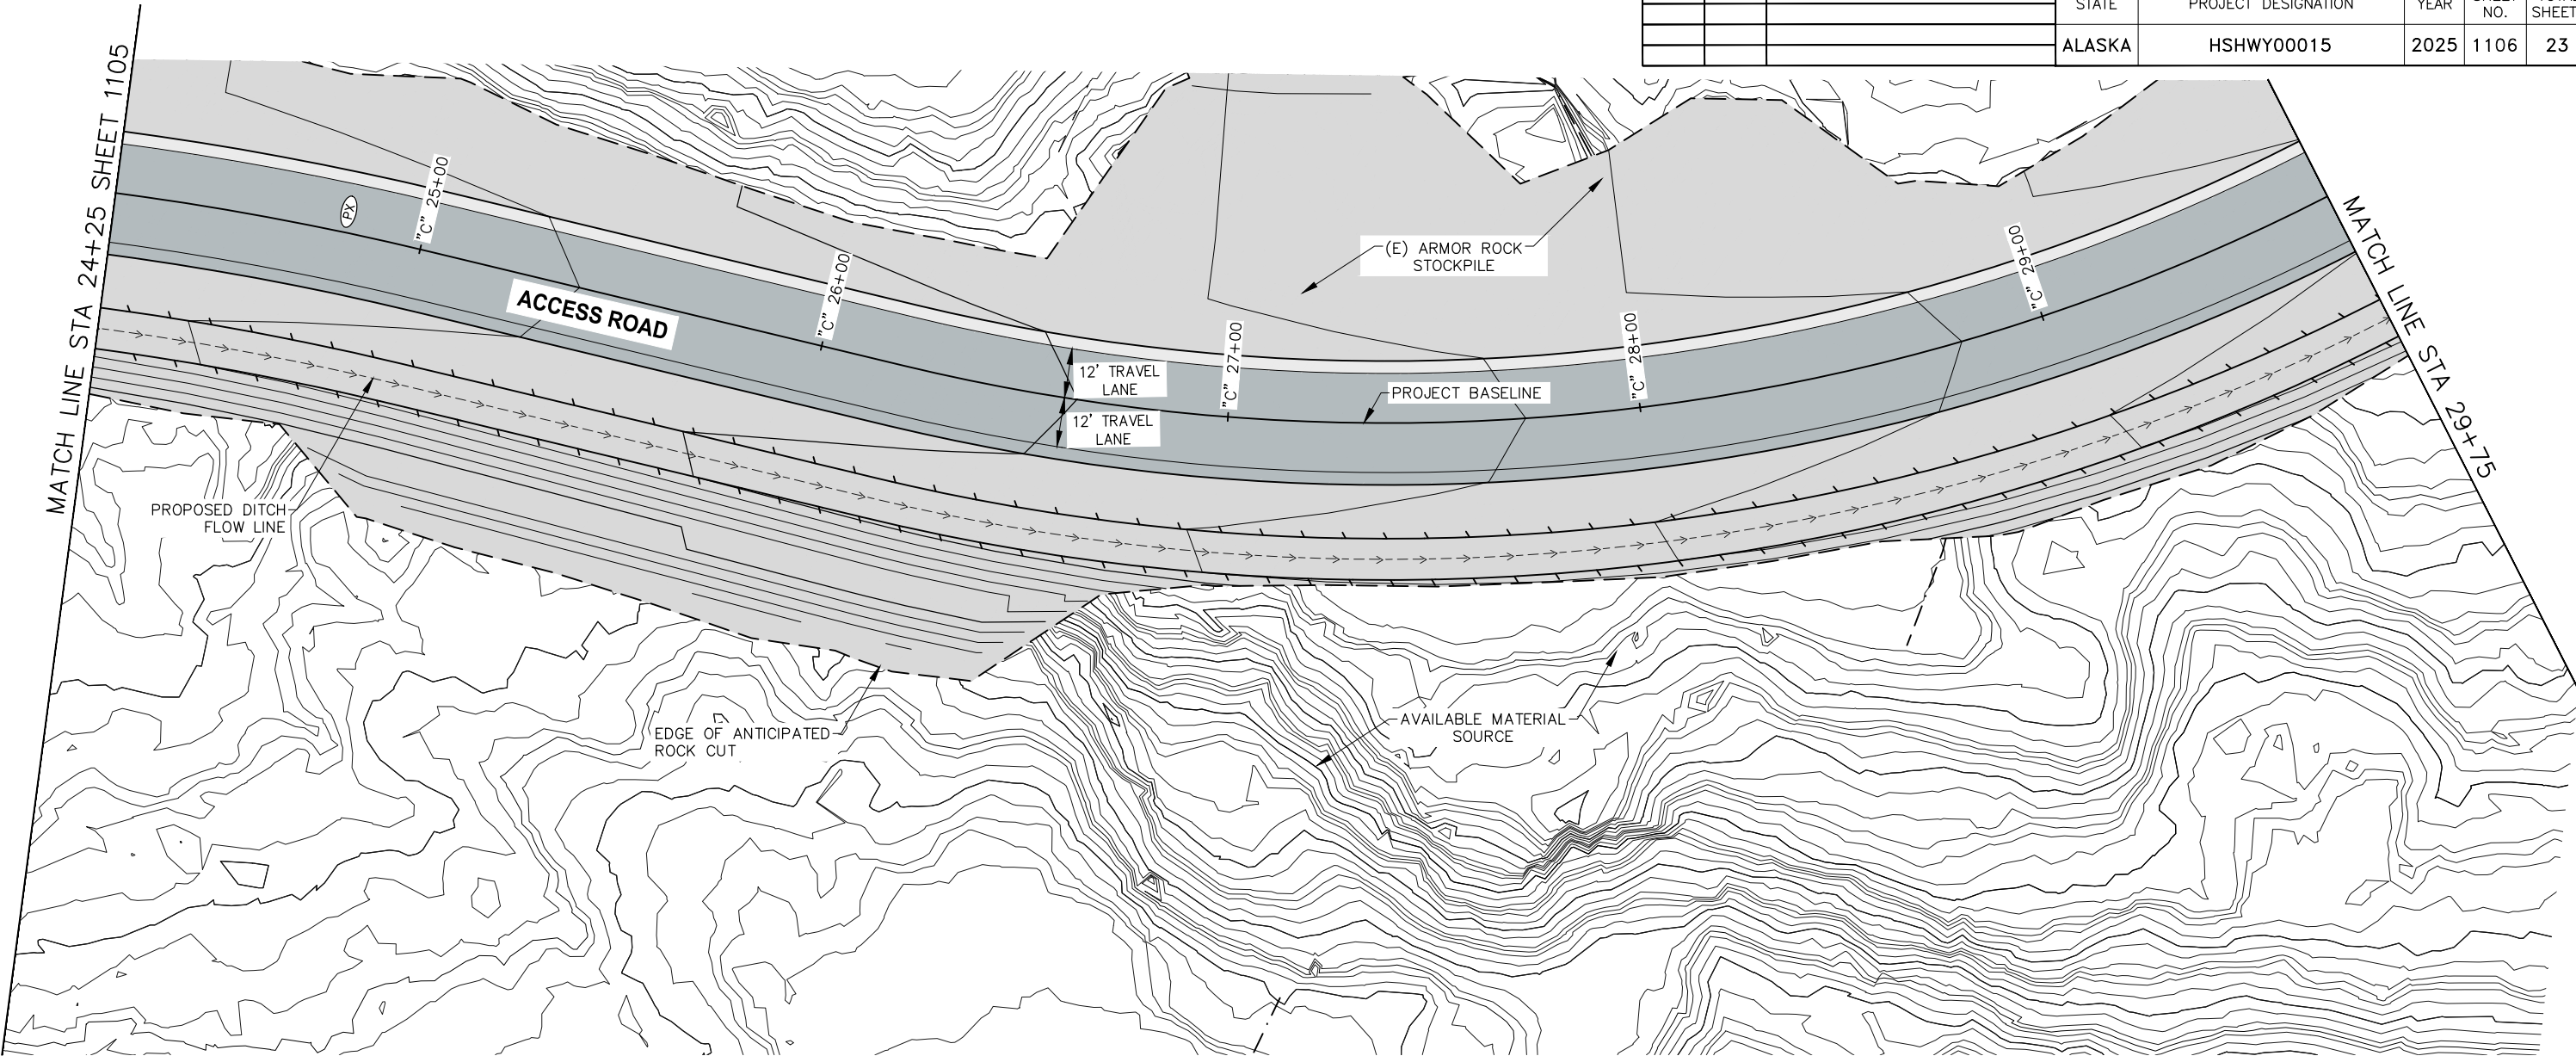 STATE
PROJECT DESIGNATION
YEAR
NO.
SHEET
ALASKA
HSHWY00015
2025
1106
23
MATCH LINE STA 24+25 SHEET 1105
PX
"C" 25+00
ACCESS ROAD
"C" 26+00
12' TRAVEL
LANE
12' TRAVEL
LANE
"C" 27+00
(E) ARMOR ROCK
STOCKPILE
PROJECT BASELINE
"C" 28+00
"C" 29+00
MATCH LINE STA 29+75
PROPOSED DITCH
FLOW LINE
EDGE OF ANTICIPATED
ROCK CUT
AVAILABLE MATERIAL
SOURCE